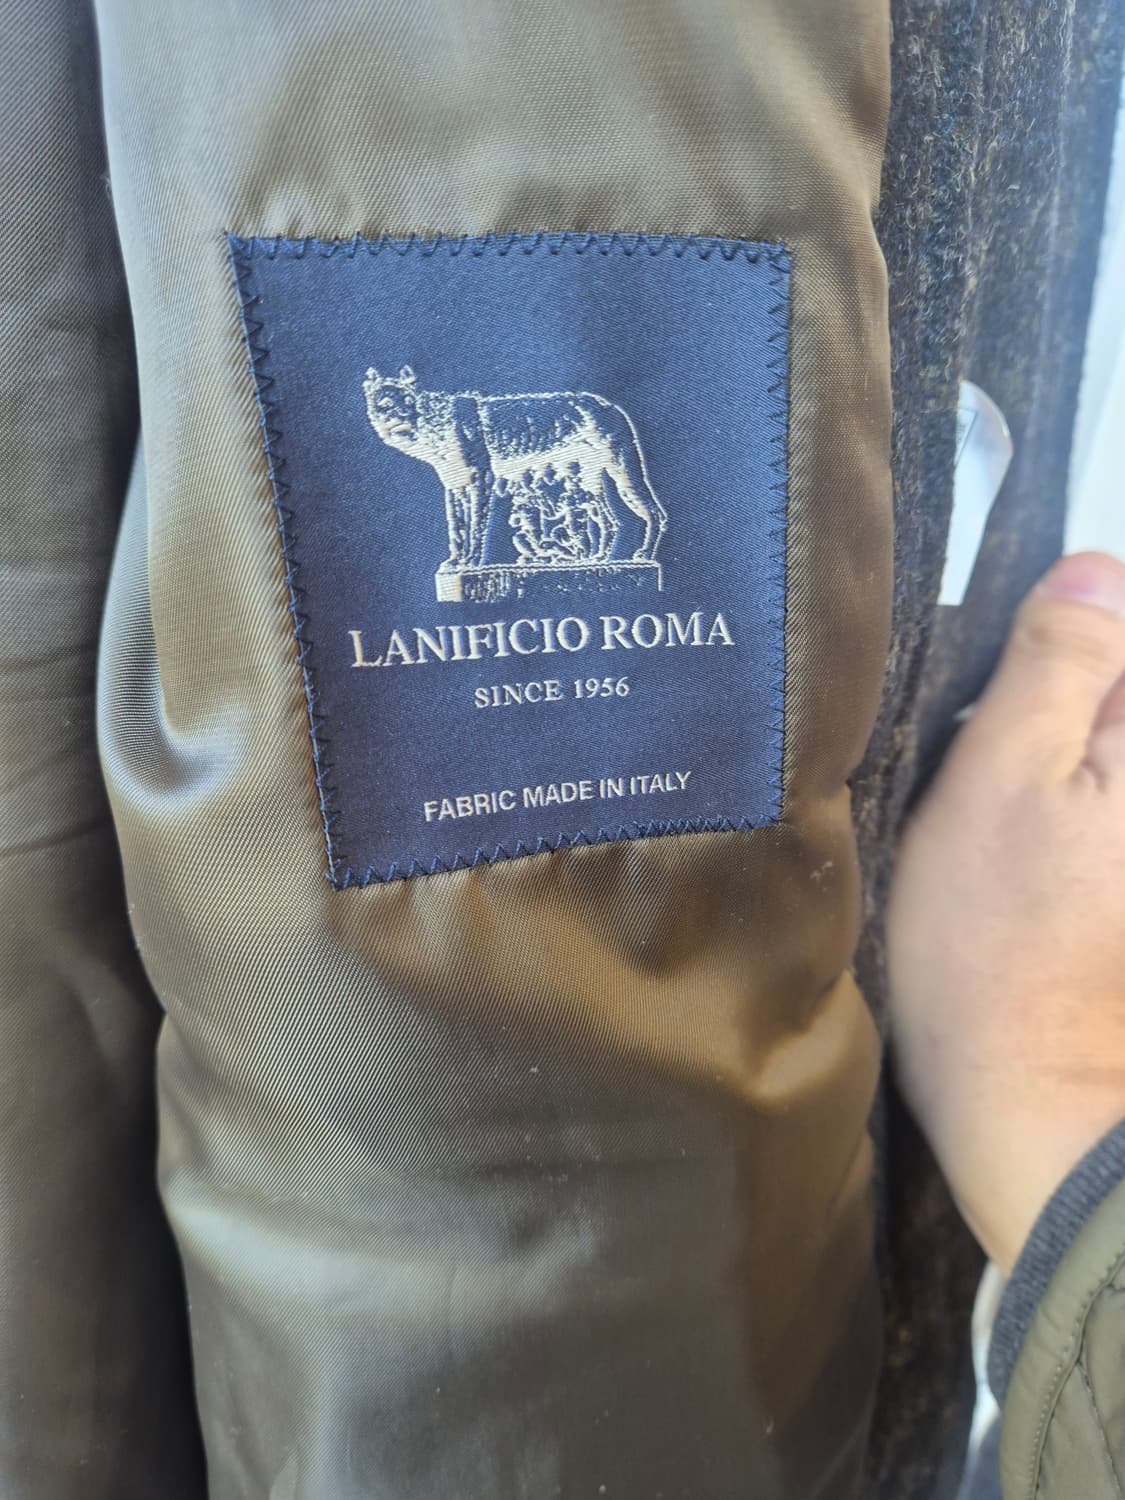 LANIFICIO ROMA
SINCE 1956
FABRIC MADE IN ITALY